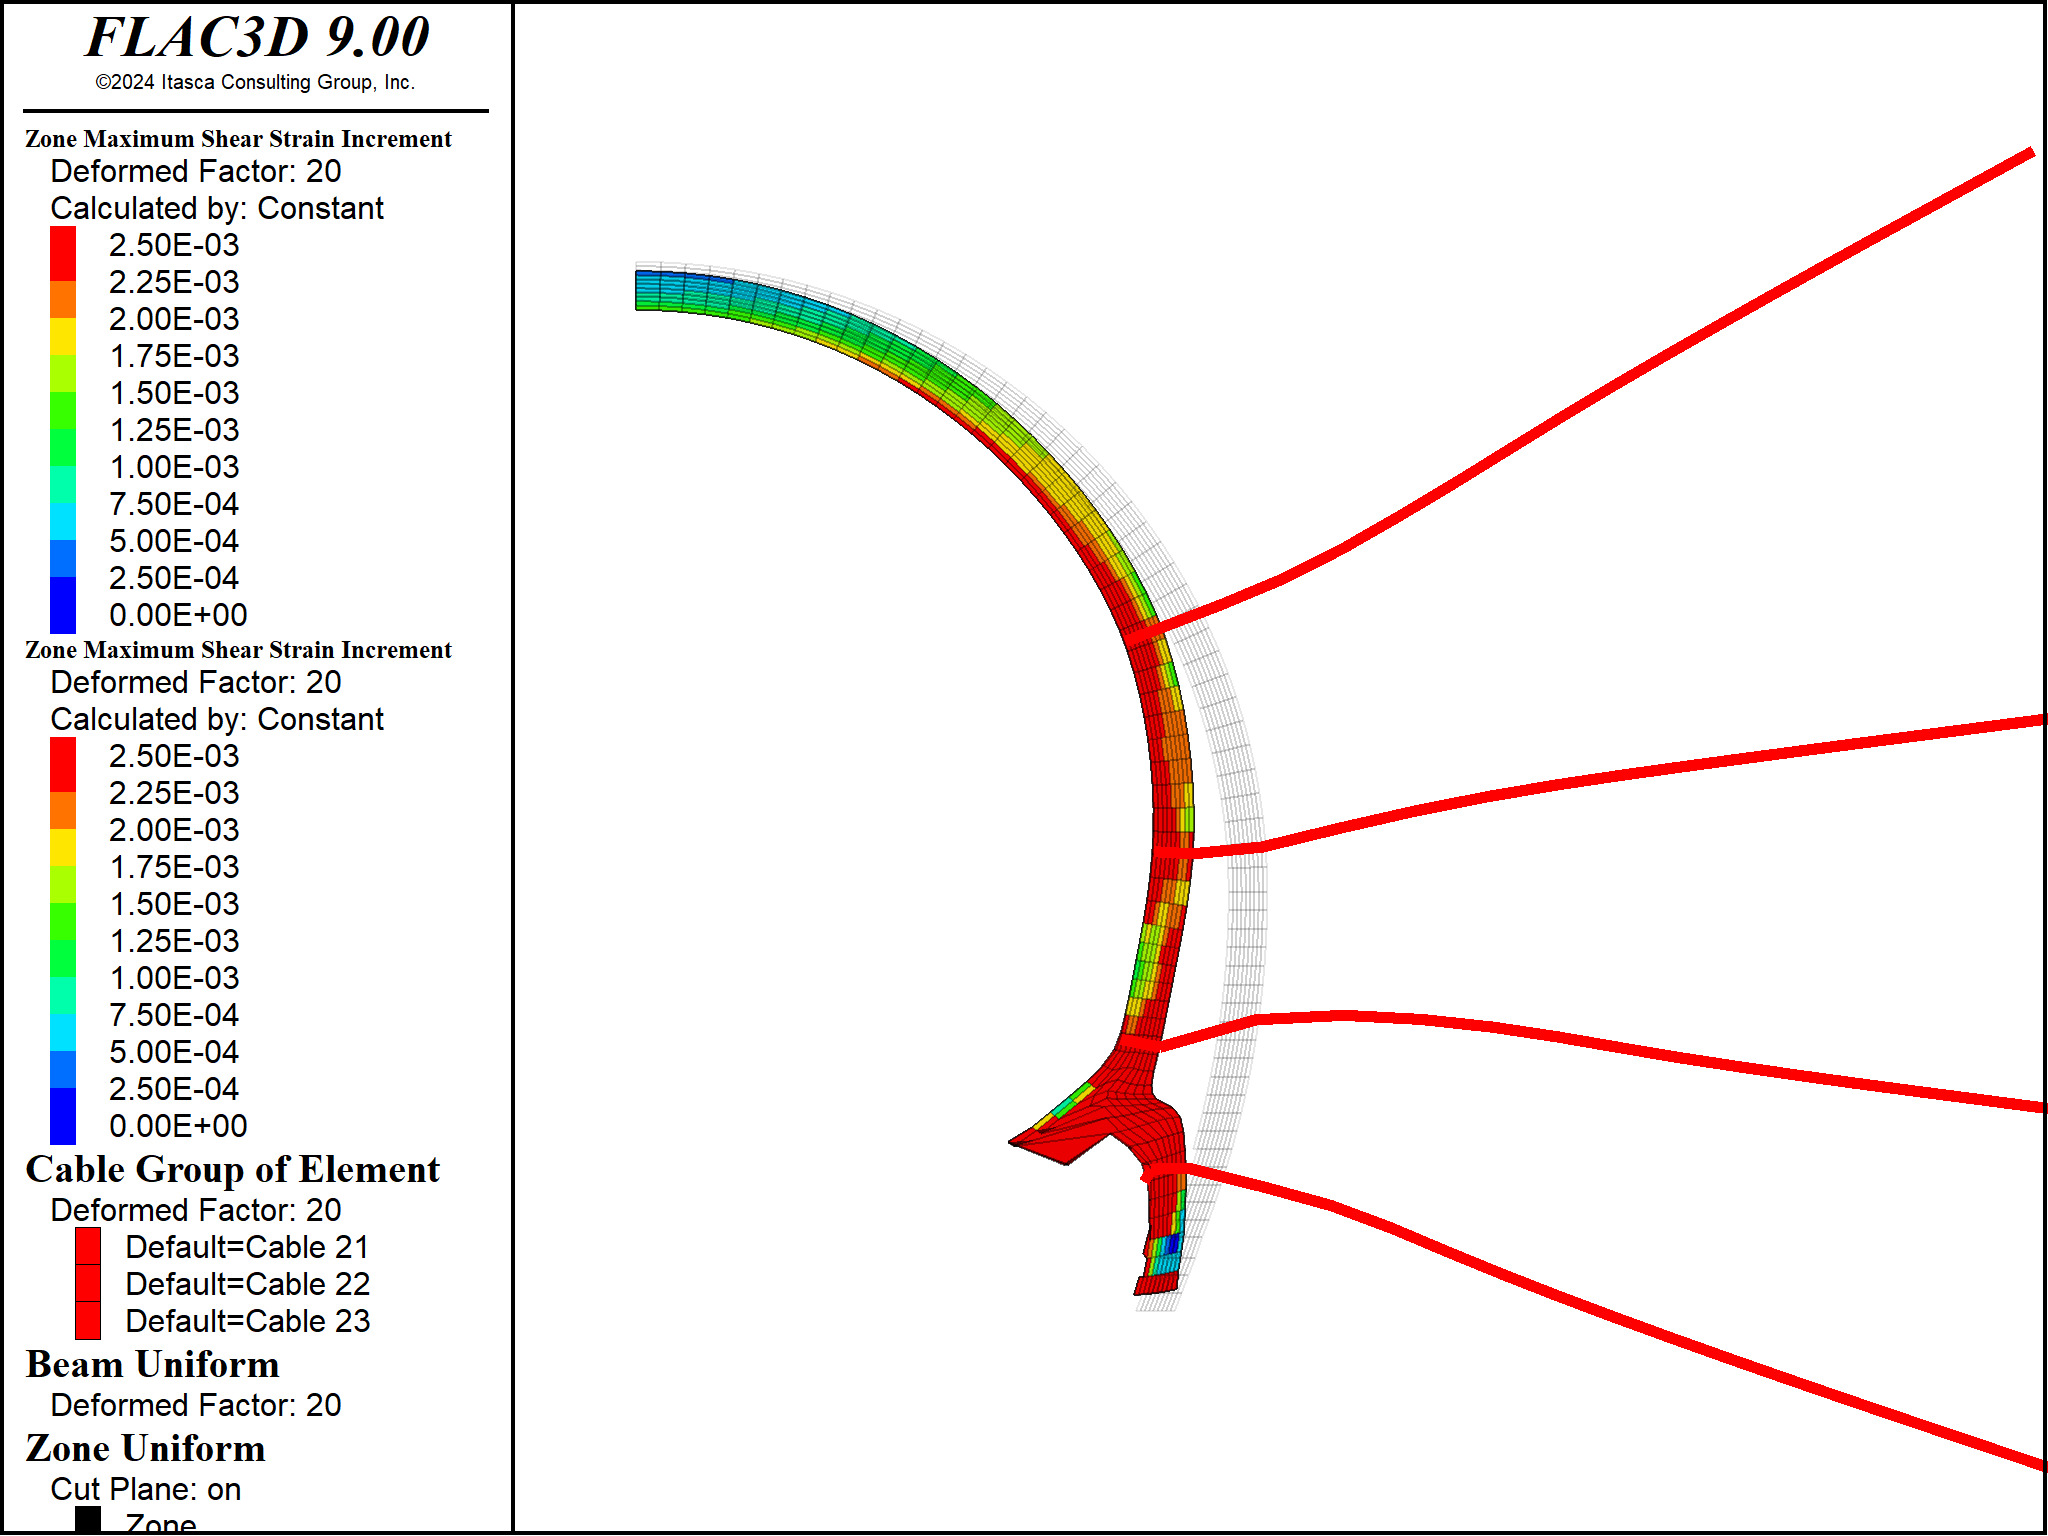 FLAC3D 9.00
©2024 Itasca Consulting Group, Inc.
Zone Maximum Shear Strain Increment
Deformed Factor: 20
Calculated by: Constant
2.50E-03
2.25E-03
2.00E-03
1.75E-03
1.50E-03
1.25E-03
1.00E-03
7.50E-04
5.00E-04
2.50E-04
0.00E+00
Zone Maximum Shear Strain Increment
Deformed Factor: 20
Calculated by: Constant
2.50E-03
2.25E-03
2.00E-03
1.75E-03
1.50E-03
1.25E-03
1.00E-03
7.50E-04
5.00E-04
2.50E-04
0.00E+00
Cable Group of Element
Deformed Factor: 20
Default=Cable 21
Default=Cable 22
Default=Cable 23
Beam Uniform
Deformed Factor: 20
Zone Uniform
Cut Plane: on
Zone